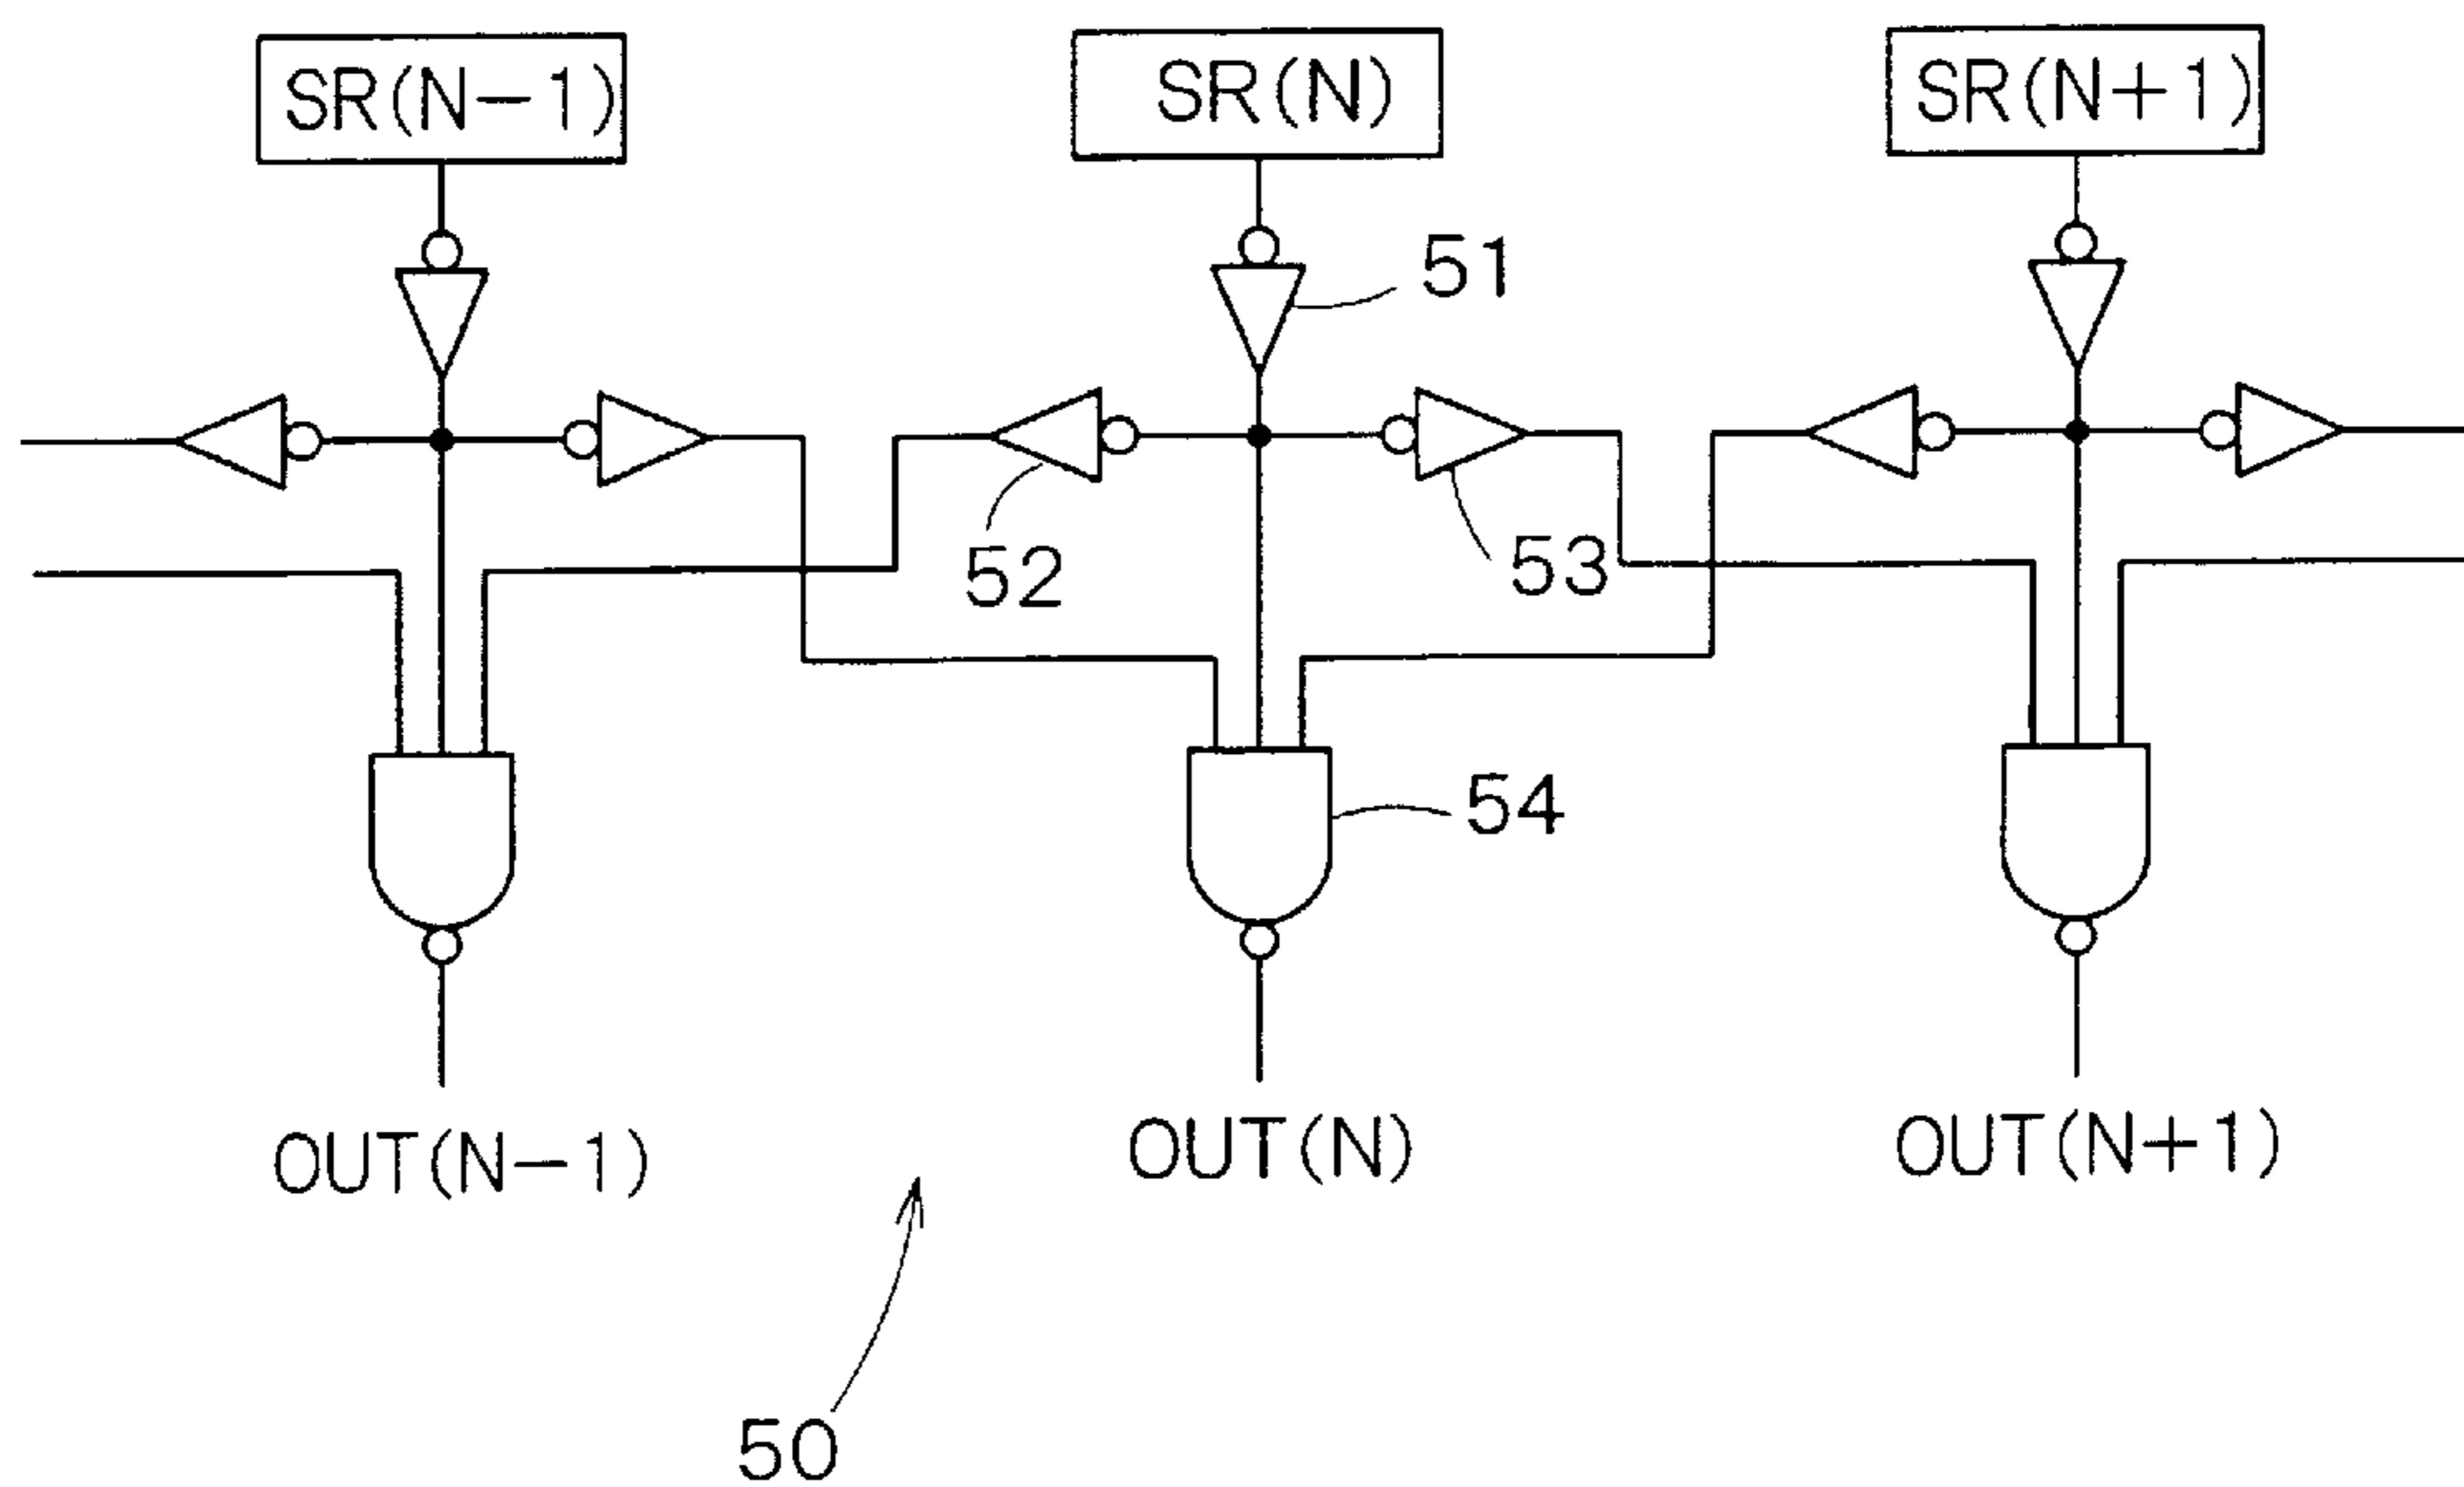 SR(N-1)
SR(N)
SR(N+1)
51
52
53
54
OUT(N-1)
OUT(N)
OUT(N+1)
50